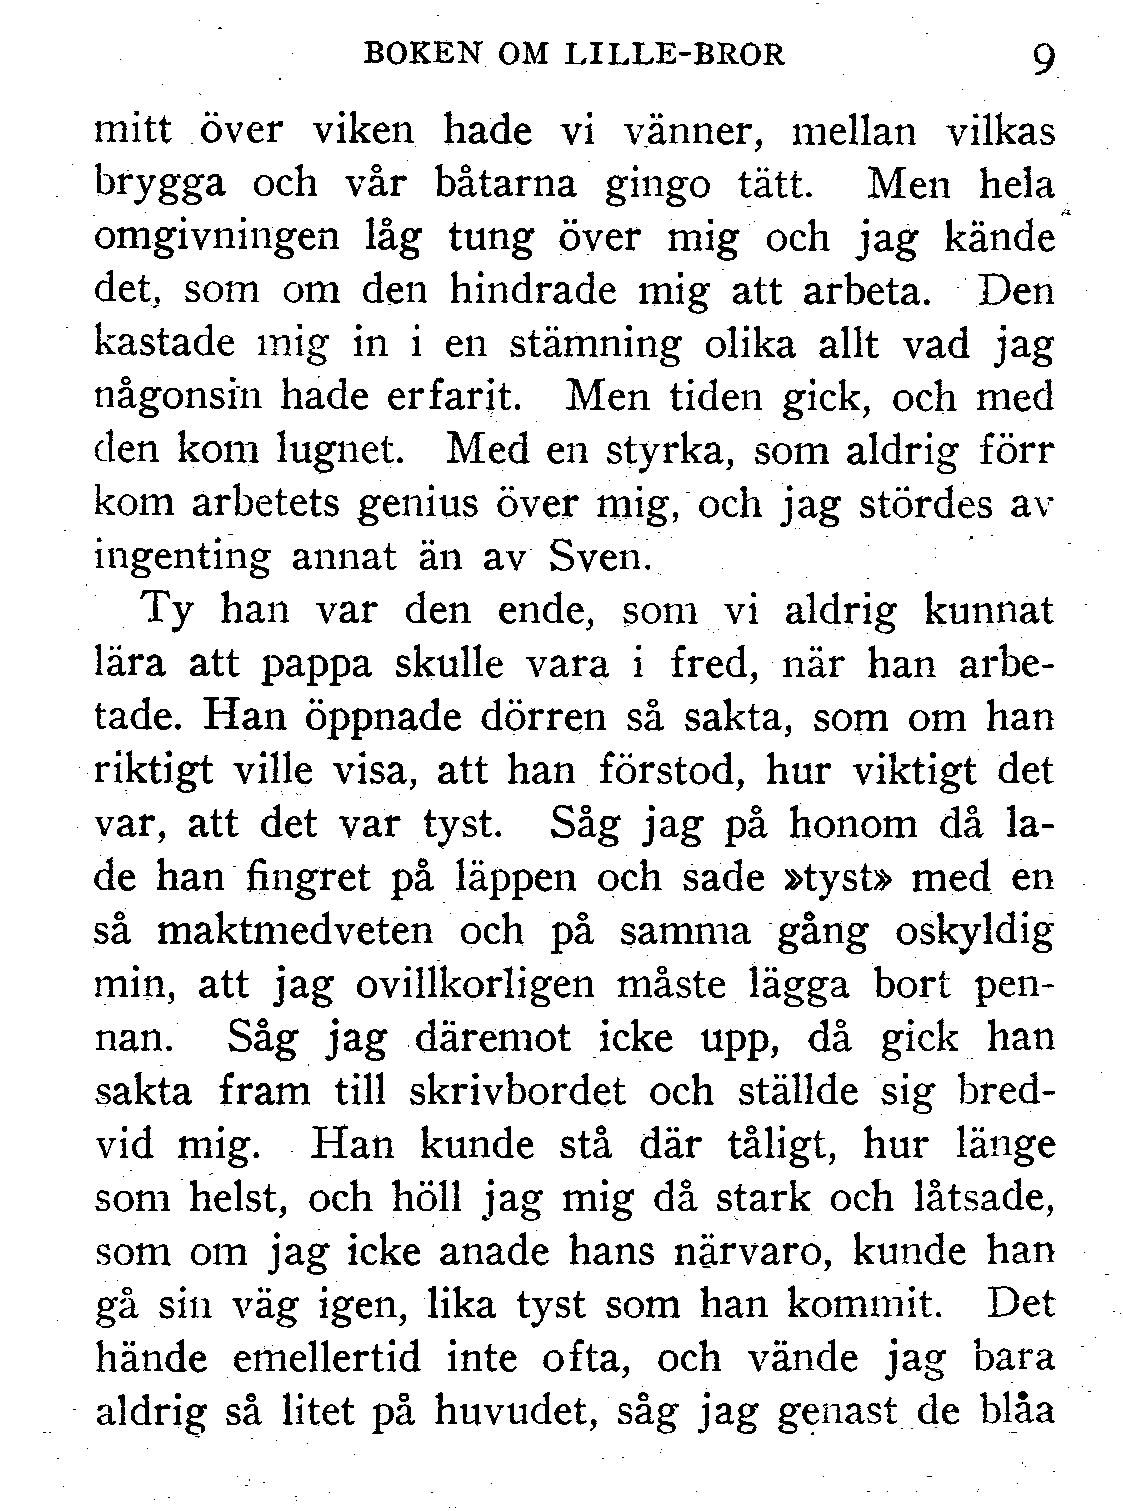 BOKEN OM LILLE-BROR 9
mitt över viken hade vi vänner, mellan vilkas
brygga och vår båtarna gingo tätt. Men hela
omgivningen låg tung över mig och jag kände
det, som om den hindrade mig att arbeta. Den
kastade mig in i en stämning olika allt vad jag
någonsin hade erfarit. Men tiden gick, och med
den kom lugnet. Med en styrka, som aldrig förr
kom arbetets genius över mig, och jag stördes av
ingenting annat än av Sven.
Ty han var den ende, som vi aldrig kunnat
lära att pappa skulle vara i fred, när han arbe-
tade. Han öppnade dörren så sakta, som om han
riktigt ville visa, att han förstod, hur viktigt det
var, att det var tyst. Såg jag på honom då la-
de han fingret på läppen och sade »tyst» med en
så maktmedveten och på samma gång oskyldig
min, att jag ovillkorligen måste lägga bort pen-
nan. Såg jag däremot icke upp, då gick han
sakta fram till skrivbordet och ställde sig bred-
vid mig. Han kunde stå där tåligt, hur länge
som helst, och höll jag mig då stark och låtsade,
som om jag icke anade hans närvaro, kunde han
gå sin väg igen, lika tyst som han kommit. Det
hände emellertid inte ofta, och vände jag bara
aldrig så litet på huvudet, såg jag genast de blåa